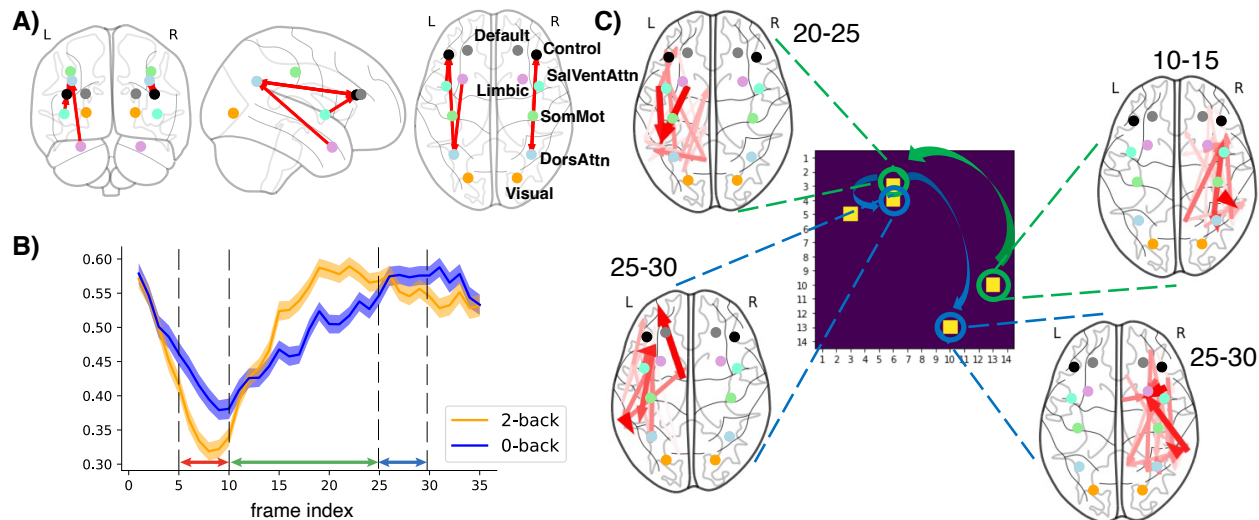 A)
L
R
L
R
Default
Control
SalVentAttn
Limbic
SomMot
DorsAttn
Visual
B)
0.60
0.55
0.50
0.45
0.40
0.35
0.30
0 5 10 15 20 25 30 35
frame index
2-back
0-back
C)
L
R
20-25
10-15
L
R
1
2
3
4
5
6
7
8
9
10
11
12
13
14
1 2 3 4 5 6 7 8 9 10 11 12 13 14
25-30
L
R
25-30
L
R